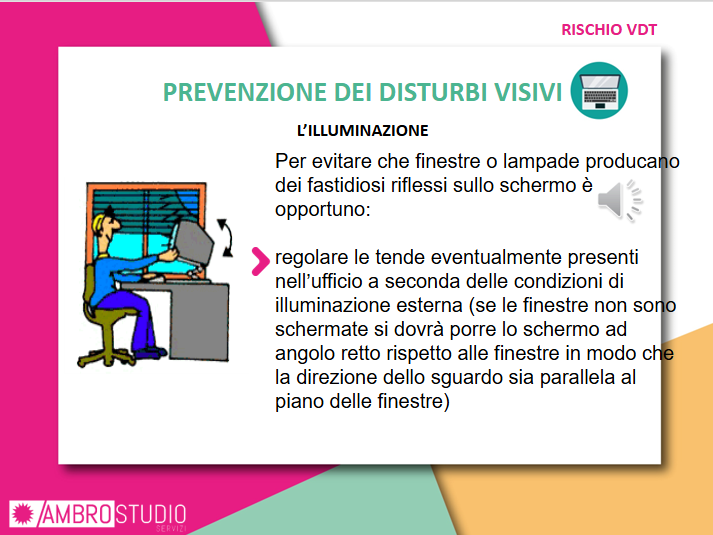 RISCHIO VDT
PREVENZIONE DEI DISTURBI VISIVI
L’ILLUMINAZIONE
Per evitare che finestre o lampade producano
dei fastidiosi riflessi sullo schermo è
opportuno:
regolare le tende eventualmente presenti
nell’ufficio a seconda delle condizioni di
illuminazione esterna (se le finestre non sono
schermate si dovrà porre lo schermo ad
angolo retto rispetto alle finestre in modo che
la direzione dello sguardo sia parallela al
piano delle finestre)
AMBROSTUDIO
SERVIZI